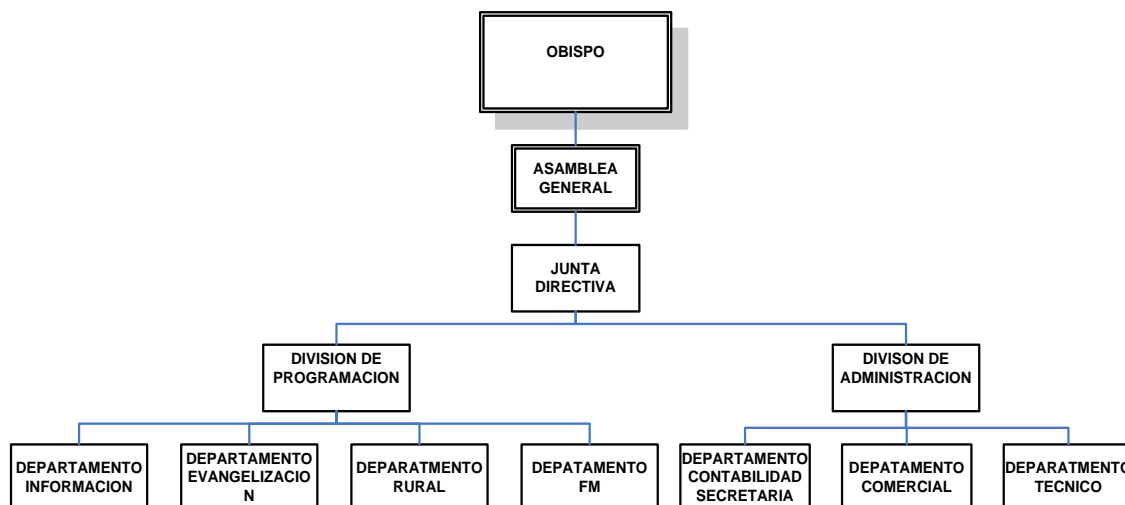 OBISPO
ASAMBLEA
GENERAL
JUNTA
DIRECTIVA
DIVISION DE
PROGRAMACION
DIVISON DE
ADMINISTRACION
DEPARTAMENTO
INFORMACION
DEPARTAMENTO
EVANGELIZACIO
N
DEPARATMENTO
RURAL
DEPATAMENTO
FM
DEPARTAMENTO
CONTABILIDAD
SECRETARIA
DEPATAMENTO
COMERCIAL
DEPARATMENTO
TECNICO